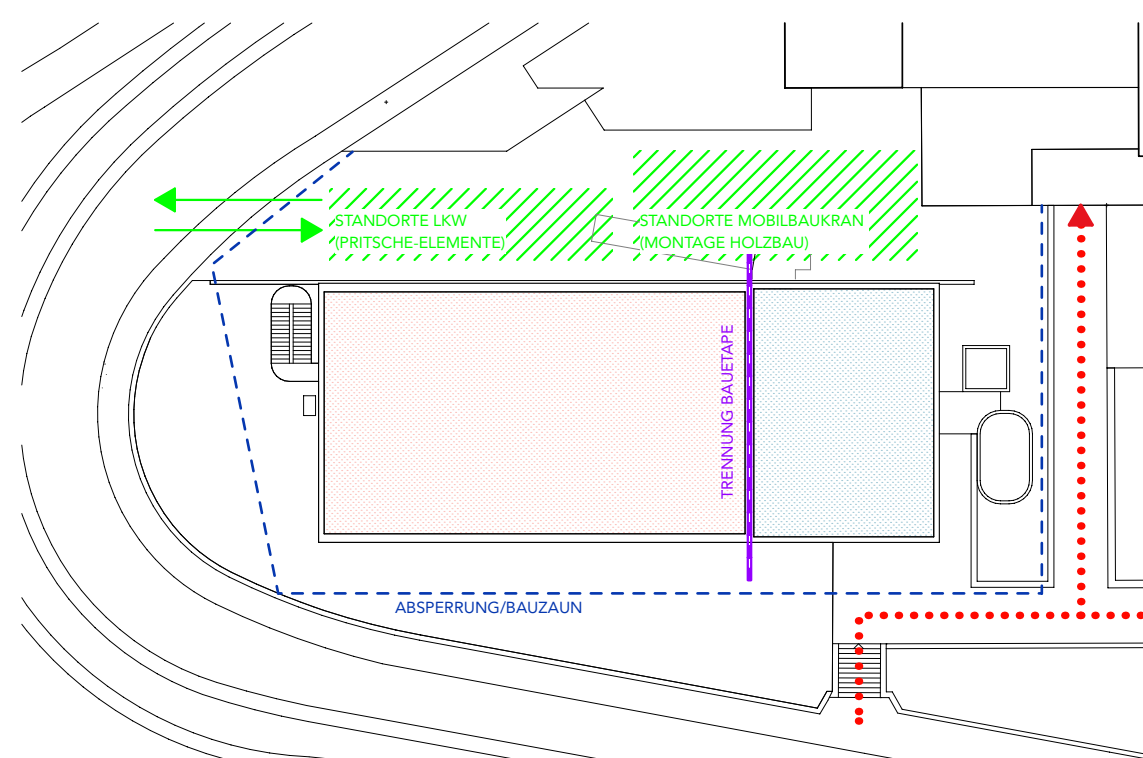 STANDORTE LKW
(PRITSCHE-ELEMENTE)
STANDORTE MOBILBAUKRAN
(MONTAGE HOLZBAU)
TRENNUNG BAUETAPE
ABSPERRUNG/BAUZAUN